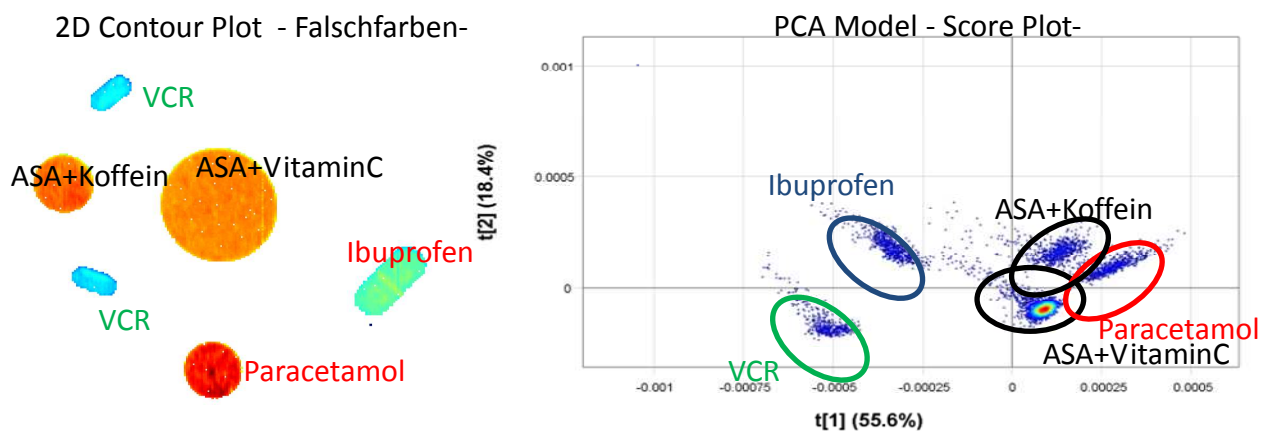 2D Contour Plot - Falschfarben-
VCR
ASA+Koffein
ASA+VitaminC
Ibuprofen
VCR
Paracetamol
PCA Model - Score Plot-
0.001
0.0005
0
t[2] (18.4%)
Ibuprofen
ASA+Koffein
Paracetamol
ASA+VitaminC
VCR
-0.001 -0.00075 -0.0005 -0.00025 0 0.00025 0.0005
t[1] (55.6%)